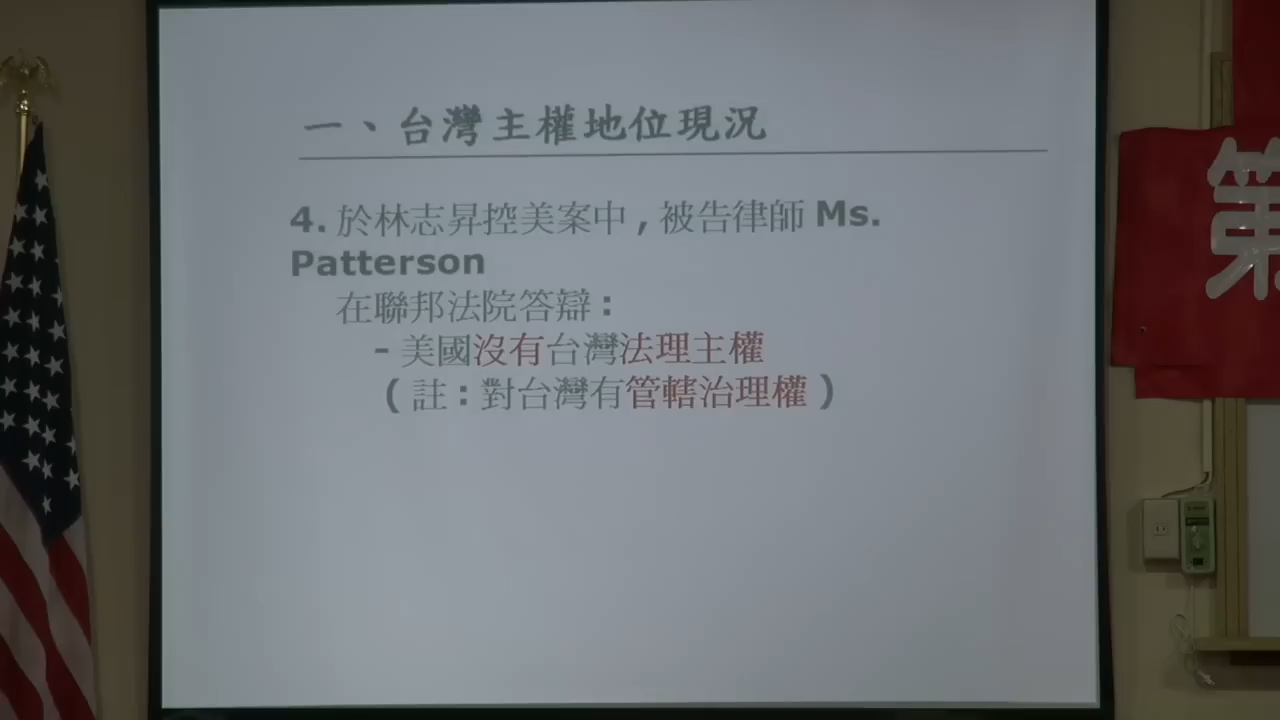 一、台灣主權地位現況
4. 於林志昇控美案中 , 被告律師 Ms.
Patterson
在聯邦法院答辯 :
- 美國沒有台灣法理主權
( 註 : 對台灣有管轄治理權 )
第